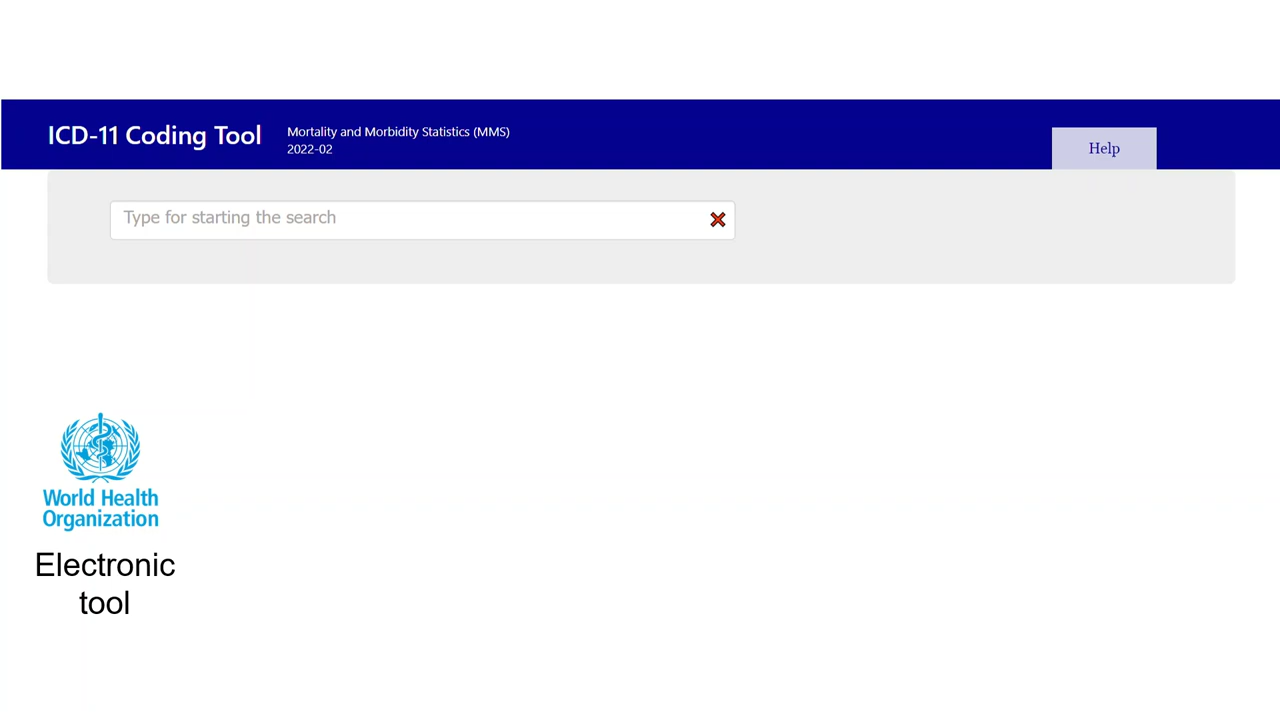 ICD-11 Coding Tool
Mortality and Morbidity Statistics (MMS)
2022-02
Help
Type for starting the search
World Health
Organization
Electronic
tool